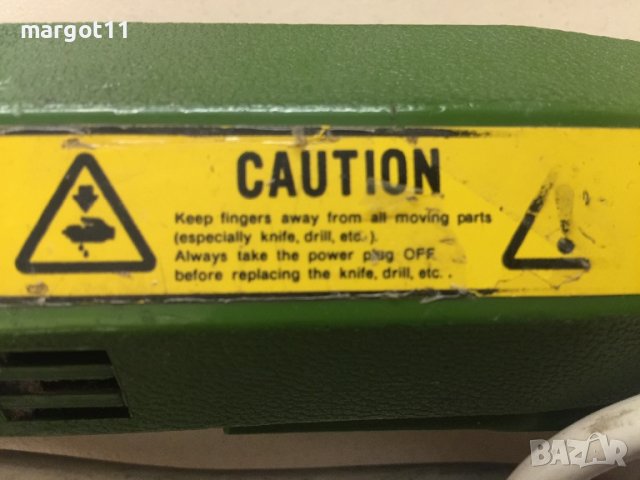 margot11
CAUTION
Keep fingers away from all moving parts
(especially knife, drill, etc.).
Always take the power plug OFF
before replacing the knife, drill, etc..
BAZAR